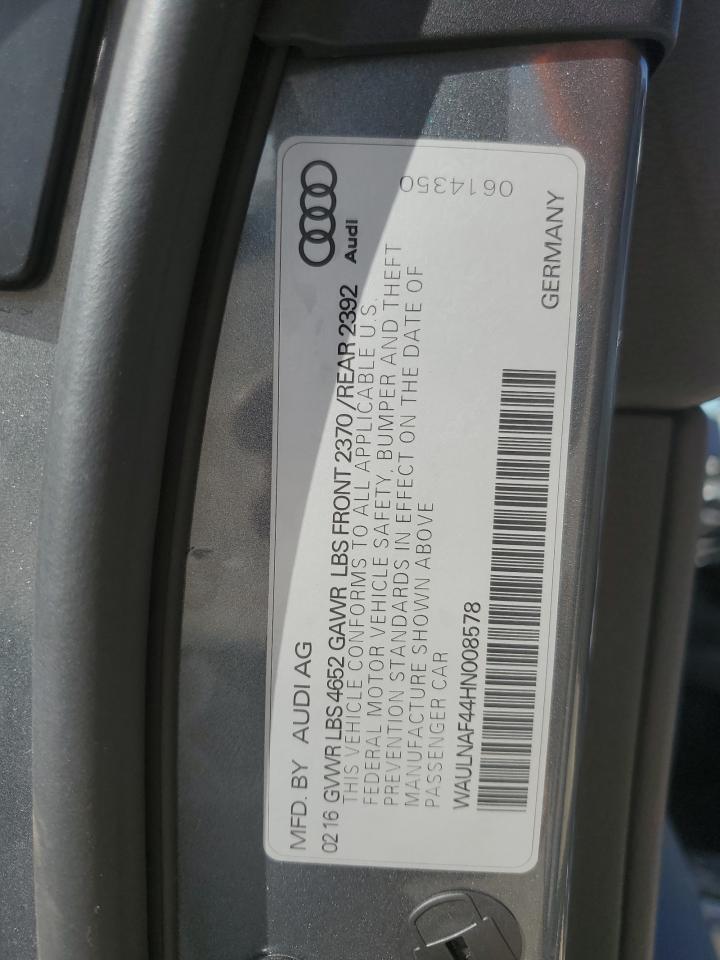 MFD. BY AUDI AG
Audi
02 16 GVWR LBS 4652 GAWR LBS FRONT 2370 / REAR 2392
THIS VEHICLE CONFORMS TO ALL APPLICABLE U.S.
FEDERAL MOTOR VEHICLE SAFETY, BUMPER AND THEFT
PREVENTION STANDARDS IN EFFECT ON THE DATE OF
MANUFACTURE SHOWN ABOVE
PASSENGER CAR
0614350
WAULNAF44HN008578
GERMANY